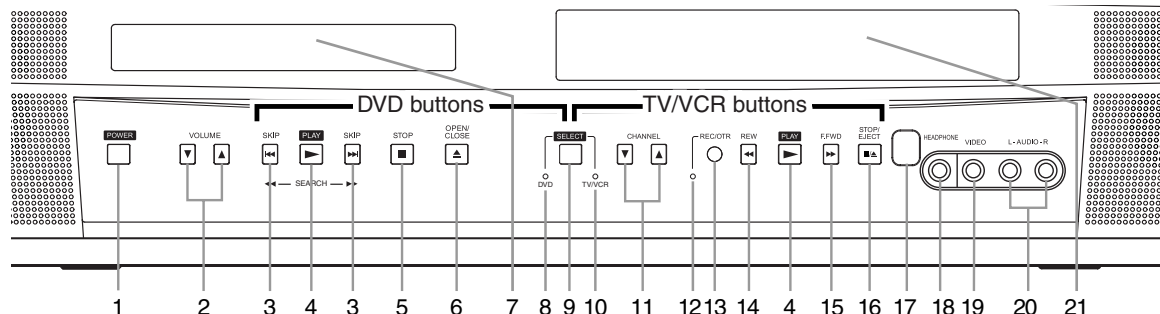 DVD buttons TV/VCR buttons
POWER VOLUME SKIP PLAY SKIP STOP OPEN/
CLOSE SELECT CHANNEL REC/OTR REW PLAY F.FWD STOP/
EJECT HEADPHONE VIDEO L - AUDIO - R
SEARCH DVD TV/VCR
1 2 3 4 3 5 6 7 8 9 10 11 12 13 14 4 15 16 17 18 19 20 21